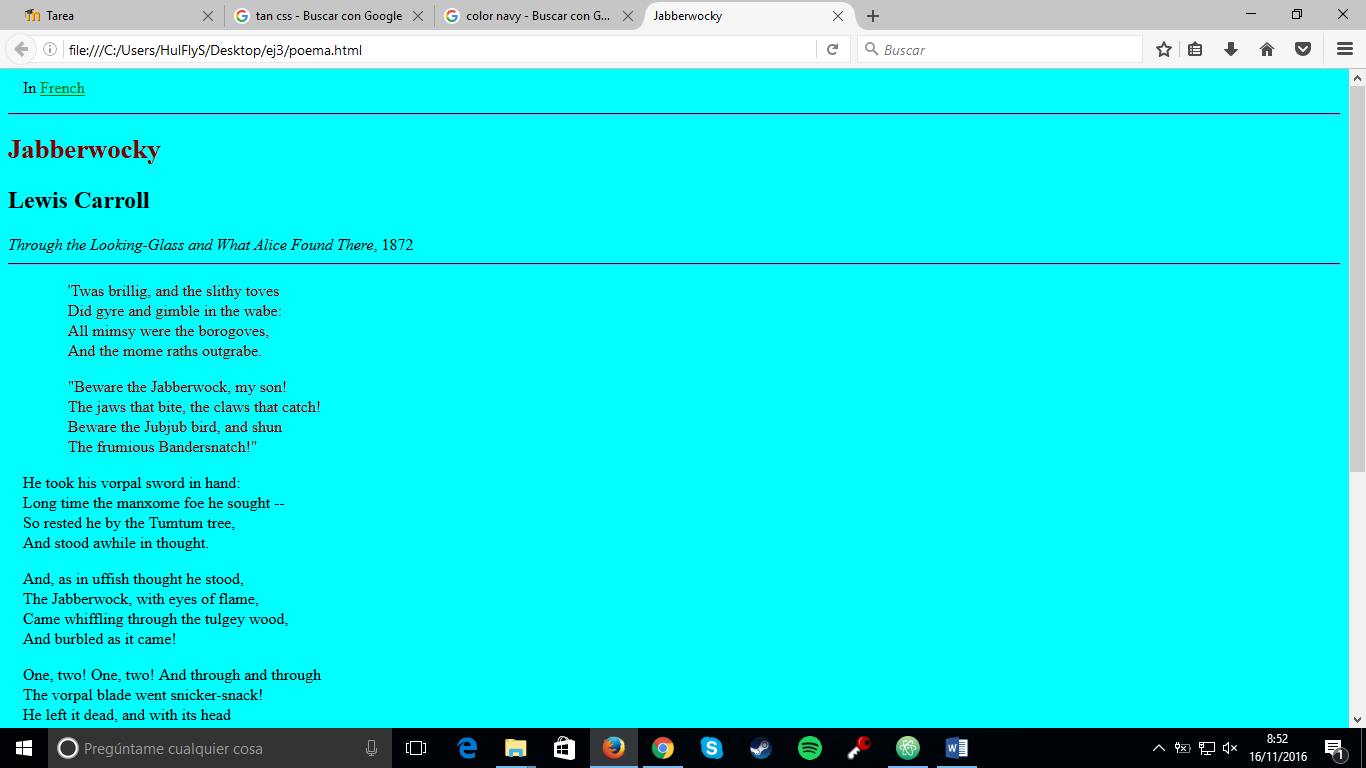 Tarea
tan css - Buscar con Google
color navy - Buscar con G...
Jabberwocky
file:///C:/Users/HulFlyS/Desktop/ej3/poema.html
Buscar
In French
Jabberwocky
Lewis Carroll
Through the Looking-Glass and What Alice Found There, 1872
'Twas brillig, and the slithy toves
Did gyre and gimble in the wabe:
All mimsy were the borogoves,
And the mome raths outgrabe.
"Beware the Jabberwock, my son!
The jaws that bite, the claws that catch!
Beware the Jubjub bird, and shun
The frumious Bandersnatch!"
He took his vorpal sword in hand:
Long time the manxome foe he sought --
So rested he by the Tumtum tree,
And stood awhile in thought.
And, as in uffish thought he stood,
The Jabberwock, with eyes of flame,
Came whiffling through the tulgey wood,
And burbled as it came!
One, two! One, two! And through and through
The vorpal blade went snicker-snack!
He left it dead, and with its head
Pregúntame cualquier cosa
8:52
16/11/2016
1